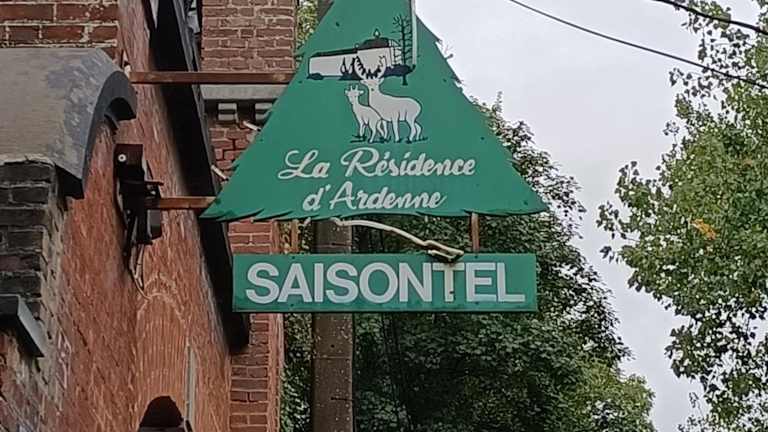 La Résidence
d'Ardenne
SAISONTEL